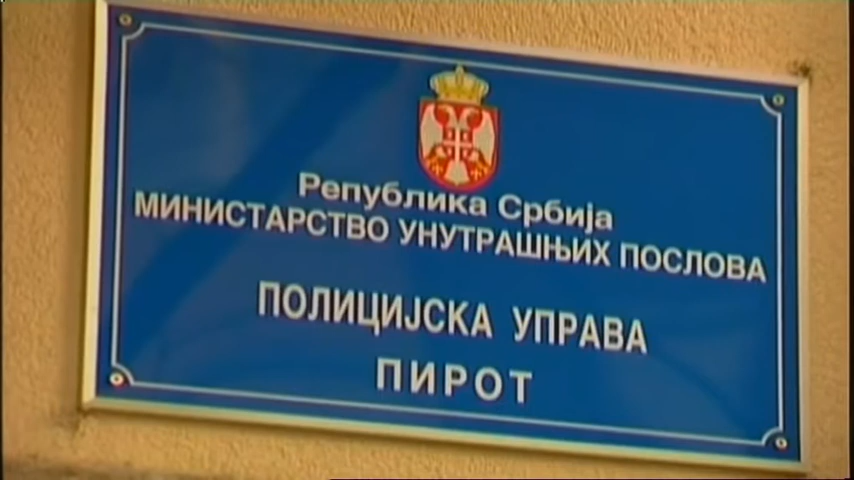 Република Србија
МИНИСТАРСТВО УНУТРАШЊИХ ПОСЛОВА
ПОЛИЦИЈСКА УПРАВА
ПИРОТ